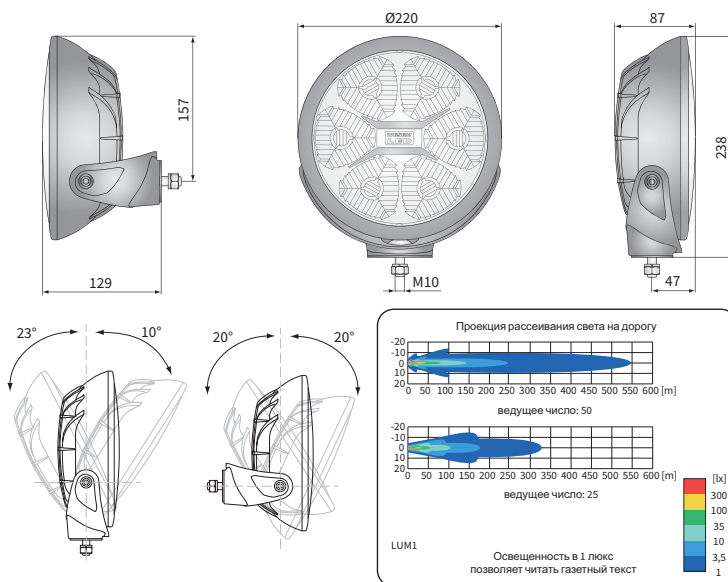 Ø220
87
157
238
129
M10
47
LED
23°
10°
20°
20°
Проекция рассеивания света на дорогу
-20
-10
0
10
20
0 50 100 150 200 250 300 350 400 450 500 550 600 [m]
ведущее число: 50
-20
-10
0
10
20
0 50 100 150 200 250 300 350 400 450 500 550 600 [m]
ведущее число: 25
[lx]
300
100
35
10
3,5
1
LUM1
Освещенность в 1 люкс
позволяет читать газетный текст